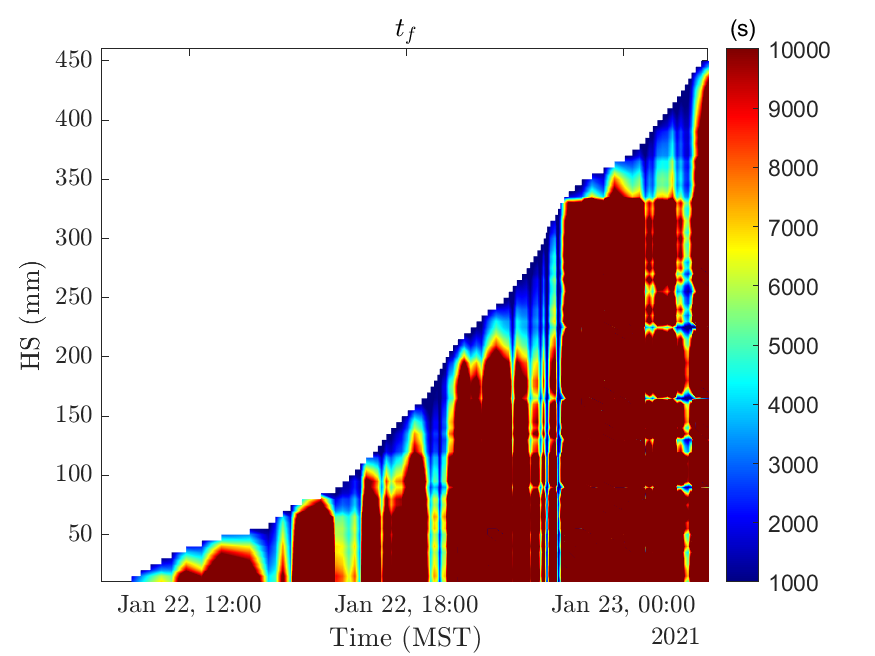 t_f
(s)
450
400
350
300
250
200
150
100
50
HS (mm)
10000
9000
8000
7000
6000
5000
4000
3000
2000
1000
Jan 22, 12:00
Jan 22, 18:00
Jan 23, 00:00
Time (MST)
2021